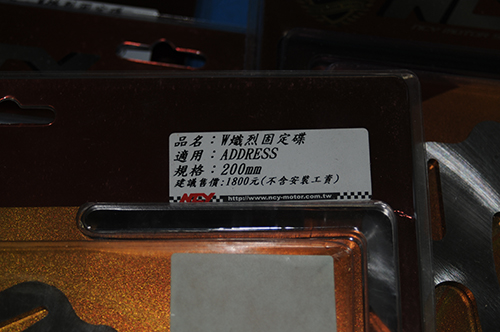 品名：W熾烈固定碟
適用：ADDRESS
規格：200mm
建議售價：1800元(不含安裝工資)
NCY http://www.ncy-motor.com.tw